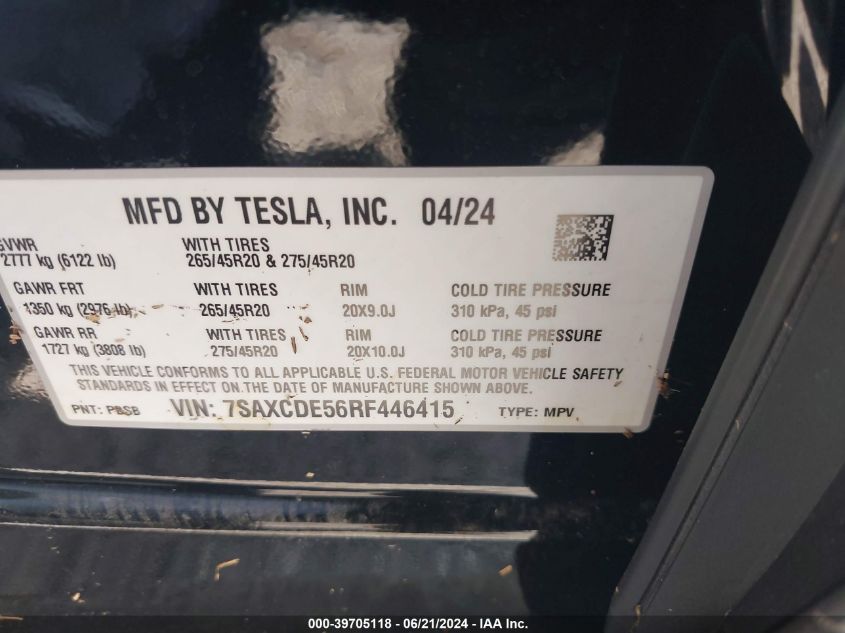 MFD BY TESLA, INC. 04/24
GVWR WITH TIRES
2777 kg (6122 lb) 265/45R20 & 275/45R20
GAWR FRT WITH TIRES RIM COLD TIRE PRESSURE
1350 kg (2976 lb) 265/45R20 20X9.0J 310 kPa, 45 psi
GAWR RR WITH TIRES RIM COLD TIRE PRESSURE
1727 kg (3808 lb) 275/45R20 20X10.0J 310 kPa, 45 psi
THIS VEHICLE CONFORMS TO ALL APPLICABLE U.S. FEDERAL MOTOR VEHICLE SAFETY
STANDARDS IN EFFECT ON THE DATE OF MANUFACTURE SHOWN ABOVE.
PNT: PBSB VIN: 7SAXCDE56RF446415 TYPE: MPV
000-39705118 - 06/21/2024 - IAA Inc.